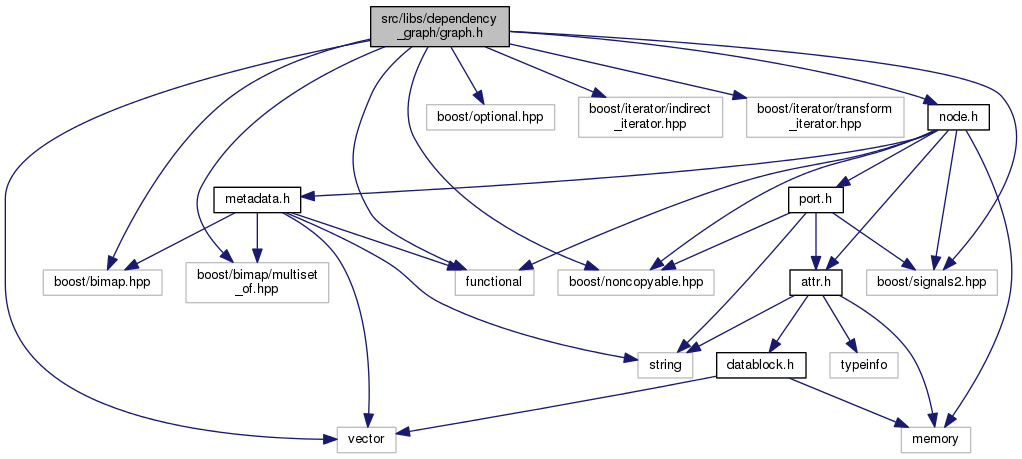 src/libs/dependency
_graph/graph.h
boost/optional.hpp
boost/iterator/indirect
_iterator.hpp
boost/iterator/transform
_iterator.hpp
node.h
metadata.h
port.h
boost/bimap.hpp
boost/bimap/multiset
_of.hpp
functional
boost/noncopyable.hpp
attr.h
boost/signals2.hpp
string
datablock.h
typeinfo
vector
memory